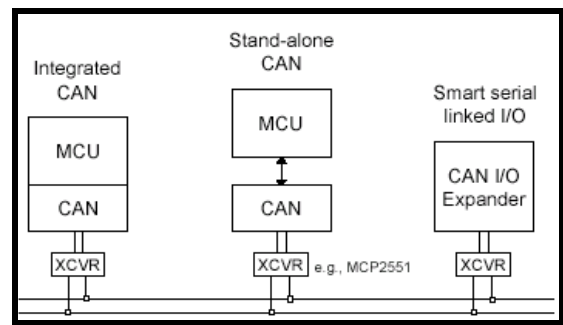 Integrated
CAN
MCU
CAN
XCVR
Stand-alone
CAN
MCU
CAN
XCVR
e.g., MCP2551
Smart serial
linked I/O
CAN I/O
Expander
XCVR